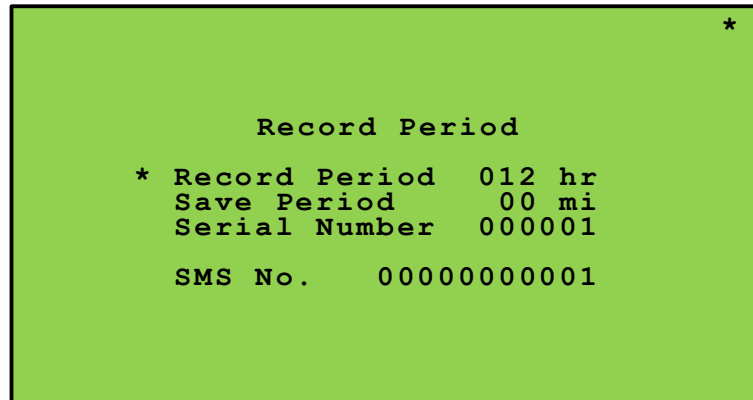 *
Record Period
* Record Period 012 hr
Save Period 00 mi
Serial Number 000001
SMS No. 00000000001